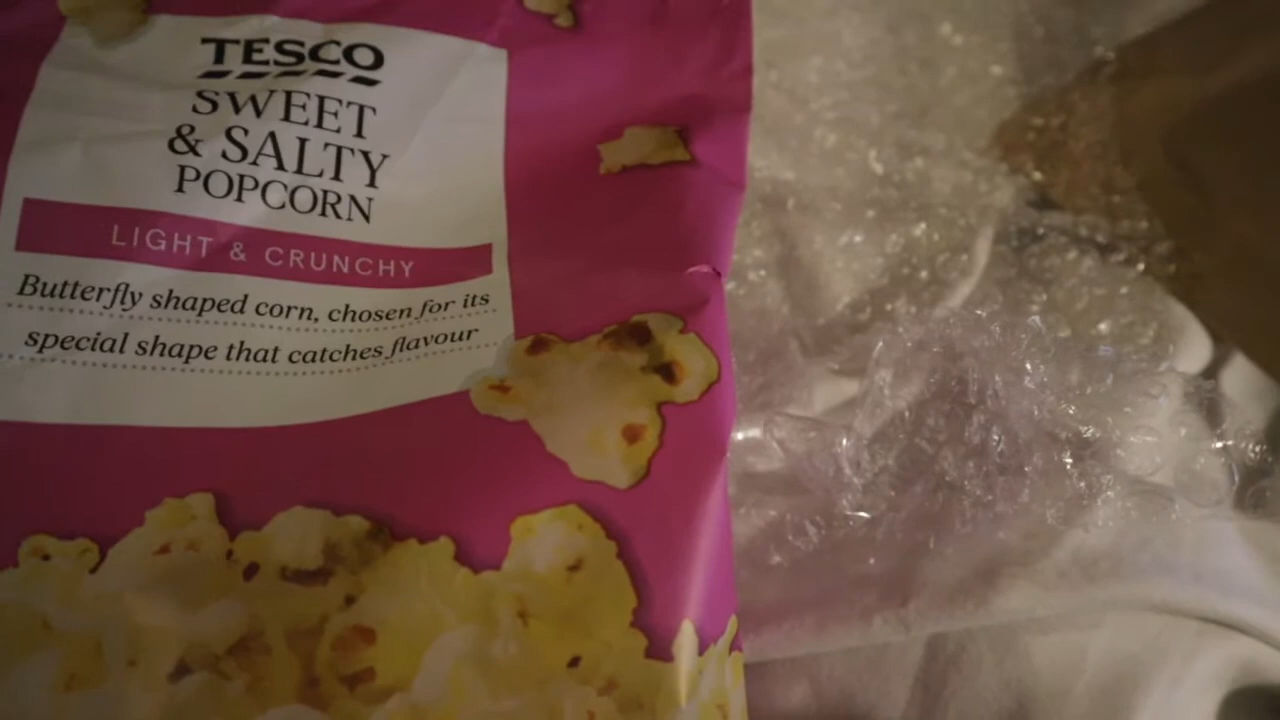 TESCO
SWEET
& SALTY
POPCORN
LIGHT & CRUNCHY
Butterfly shaped corn, chosen for its
special shape that catches flavour